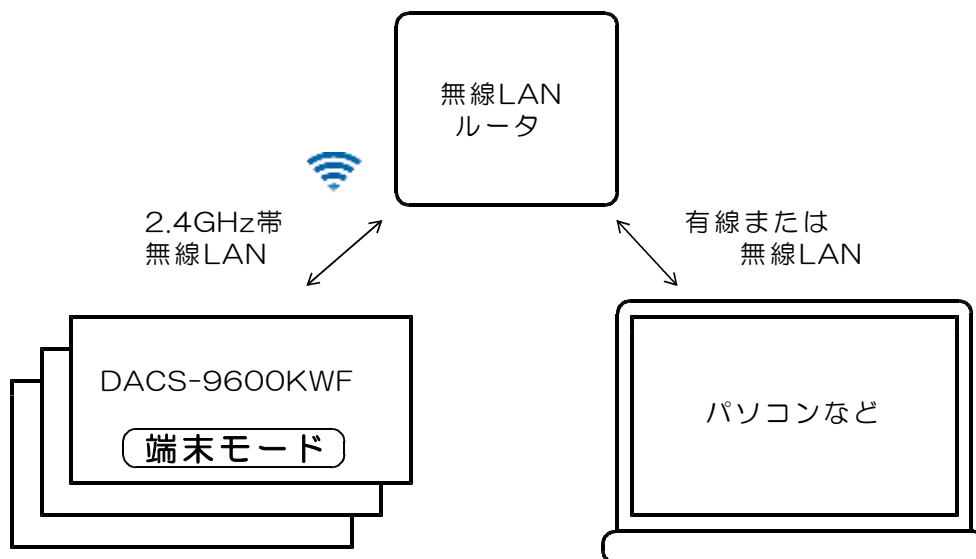 無線LAN
ルータ
2.4GHz帯
無線LAN
有線または
無線LAN
DACS-9600KWF
端末モード
パソコンなど